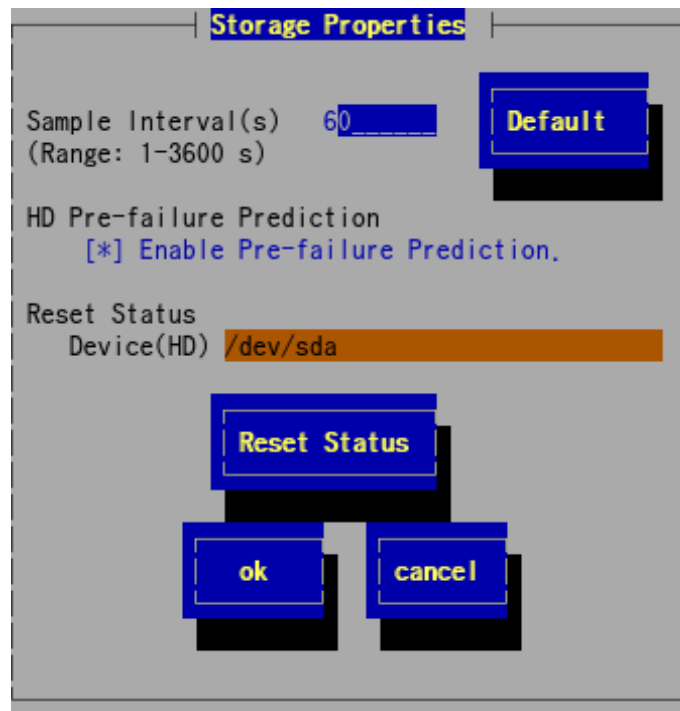 Storage Properties
Sample Interval(s) 60______ Default
(Range: 1-3600 s)
HD Pre-failure Prediction
[*] Enable Pre-failure Prediction.
Reset Status
Device(HD) /dev/sda
Reset Status
ok cancel